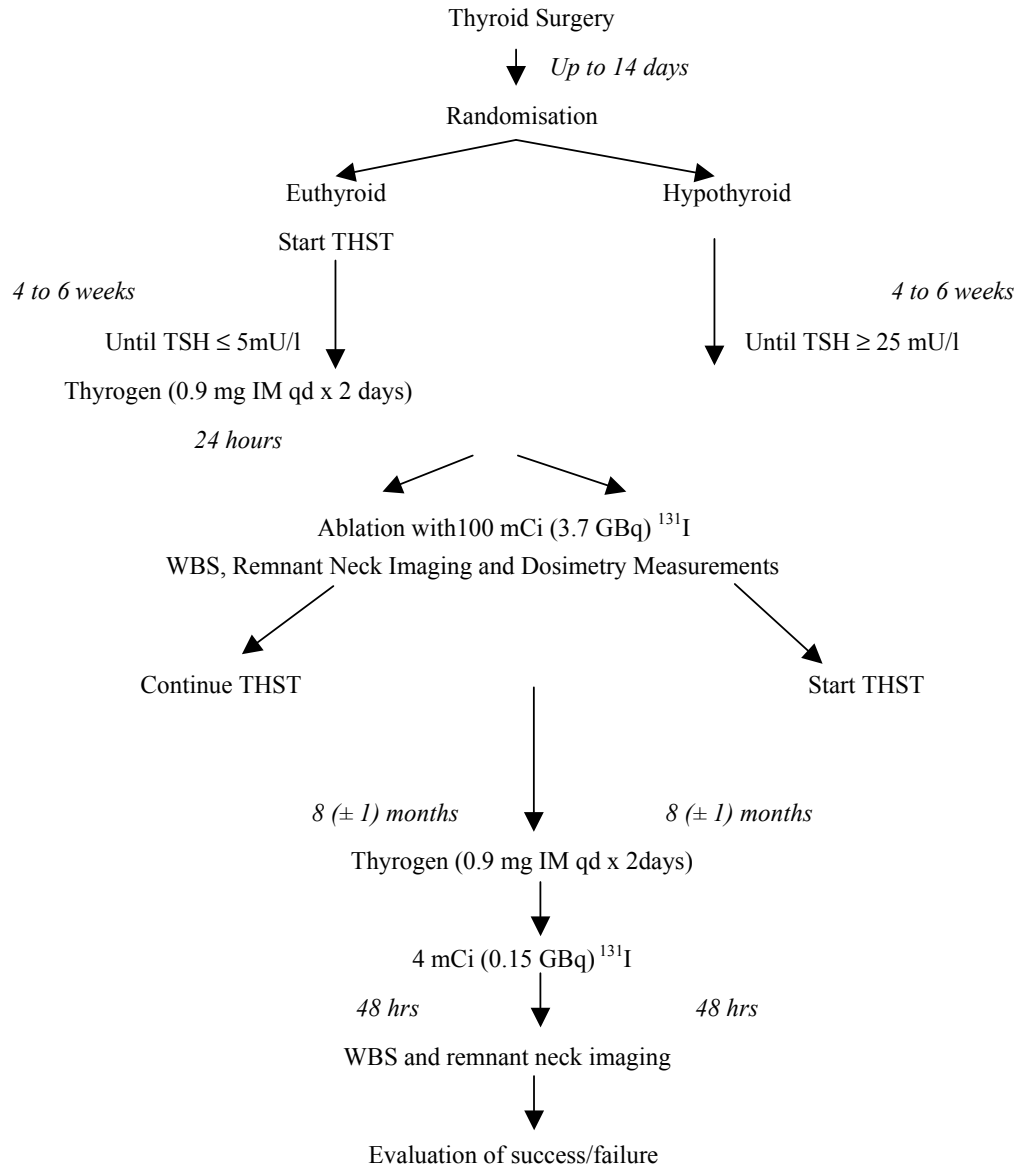 Thyroid Surgery
Up to 14 days
Randomisation
Euthyroid
Hypothyroid
Start THST
4 to 6 weeks
4 to 6 weeks
Until TSH ≤ 5mU/l
Until TSH ≥ 25 mU/l
Thyrogen (0.9 mg IM qd x 2 days)
24 hours
Ablation with100 mCi (3.7 GBq) ¹³¹I
WBS, Remnant Neck Imaging and Dosimetry Measurements
Continue THST
Start THST
8 (± 1) months
8 (± 1) months
Thyrogen (0.9 mg IM qd x 2days)
4 mCi (0.15 GBq) ¹³¹I
48 hrs
48 hrs
WBS and remnant neck imaging
Evaluation of success/failure